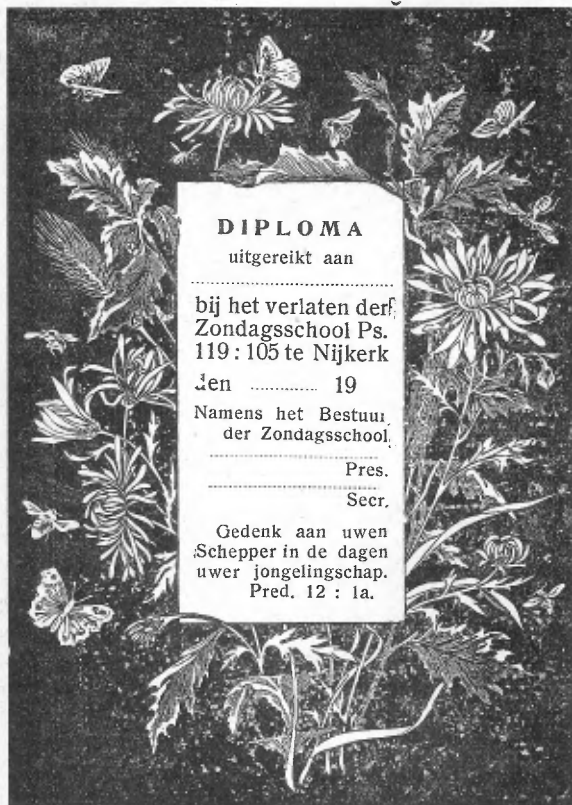 DIPLOMA
uitgereikt aan
bij het verlaten der
Zondagsschool Ps.
119 : 105 te Nijkerk
den ............ 19
Namens het Bestuur
der Zondagsschool,
Pres.
Secr.
Gedenk aan uwen
Schepper in de dagen
uwer jongelingschap.
Pred. 12 : 1a.